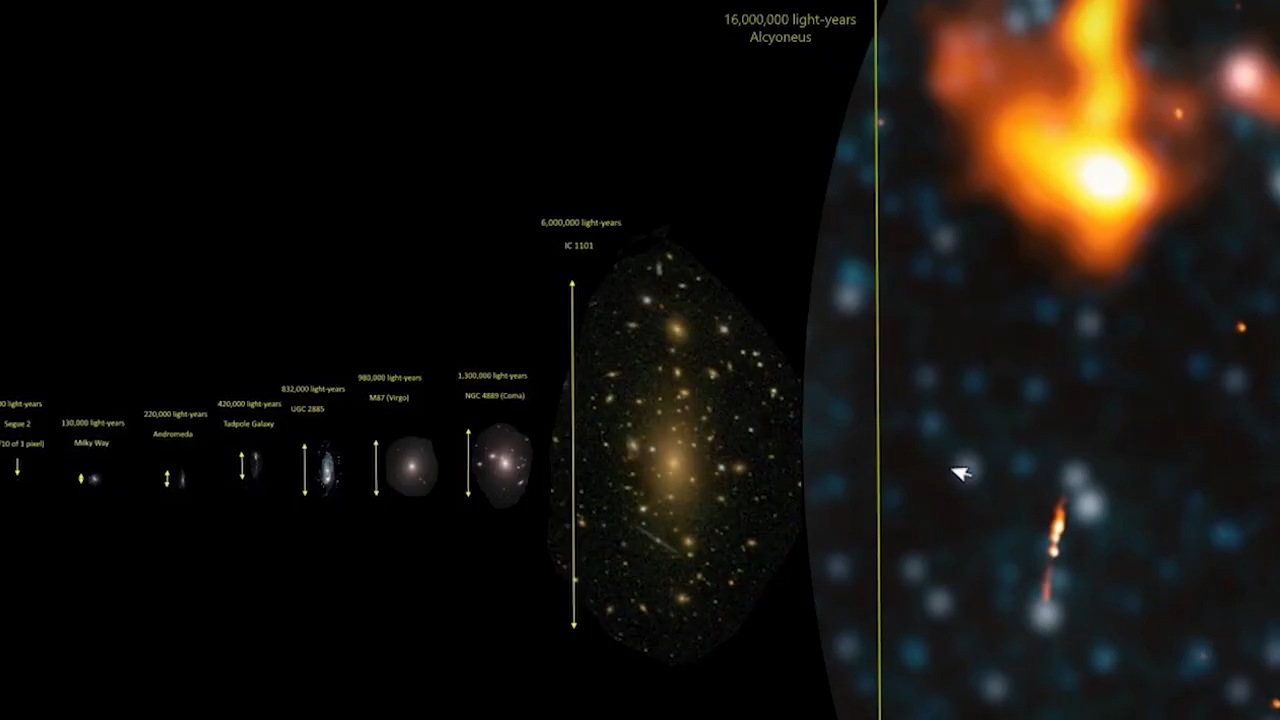 16,000,000 light-years
Alcyoneus
6,000,000 light-years
IC 1101
1,300,000 light-years
NGC 4889 (Coma)
980,000 light-years
M87 (Virgo)
832,000 light-years
UGC 2885
420,000 light-years
Tadpole Galaxy
220,000 light-years
Andromeda
130,000 light-years
Milky Way
light-years
Segue 2
of 1 pixel)